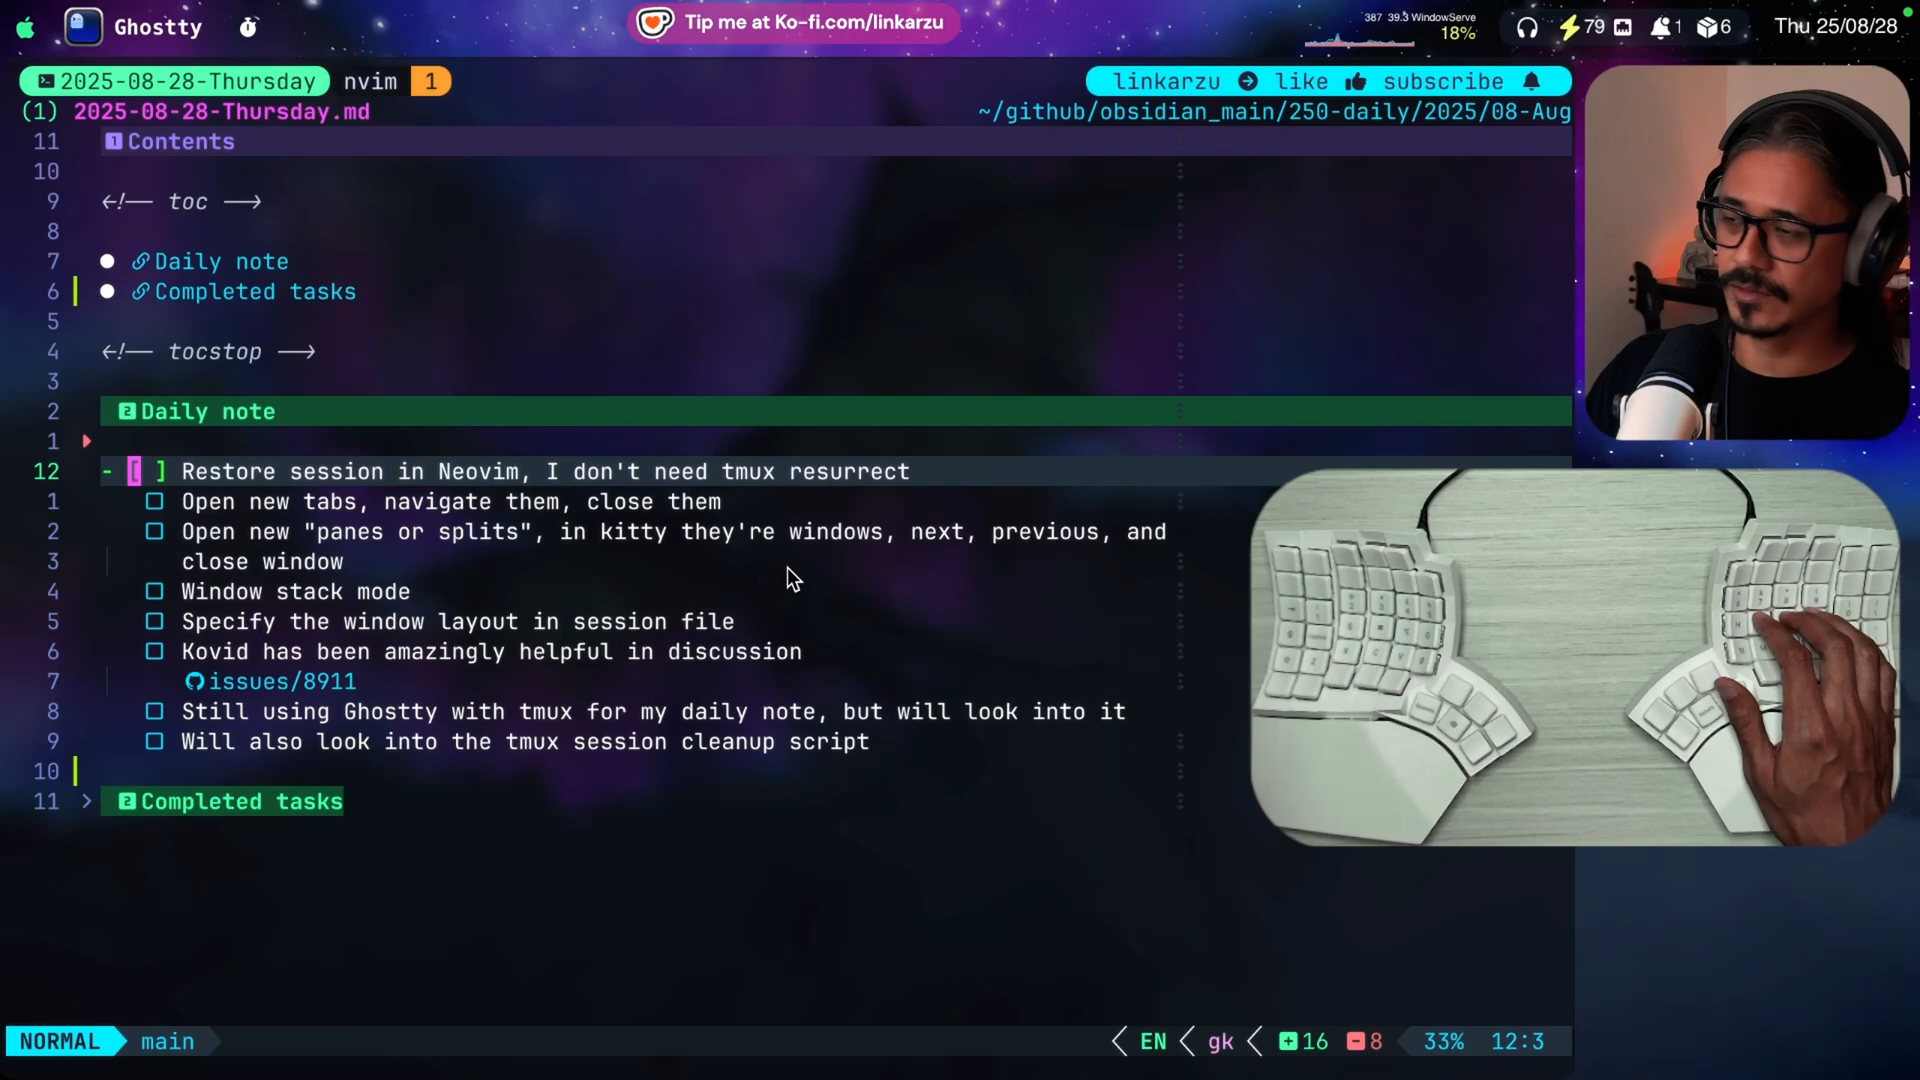 Ghostty
Tip me at Ko-fi.com/linkarzu
387 39.3 WindowServe
18%
79
1
6
Thu 25/08/28
2025-08-28-Thursday nvim 1
linkarzu like subscribe
(1) 2025-08-28-Thursday.md
~/github/obsidian_main/250-daily/2025/08-Aug
11 1 Contents
10
9 <!-- toc -->
8
7 Daily note
6 Completed tasks
5
4 <!-- tocstop -->
3
2 2 Daily note
1
12 - [ ] Restore session in Neovim, I don't need tmux resurrect
1 Open new tabs, navigate them, close them
2 Open new "panes or splits", in kitty they're windows, next, previous, and
3 close window
4 Window stack mode
5 Specify the window layout in session file
6 Kovid has been amazingly helpful in discussion
7 issues/8911
8 Still using Ghostty with tmux for my daily note, but will look into it
9 Will also look into the tmux session cleanup script
10
11 > 2 Completed tasks
NORMAL main
EN gk +16 -8 33% 12:3